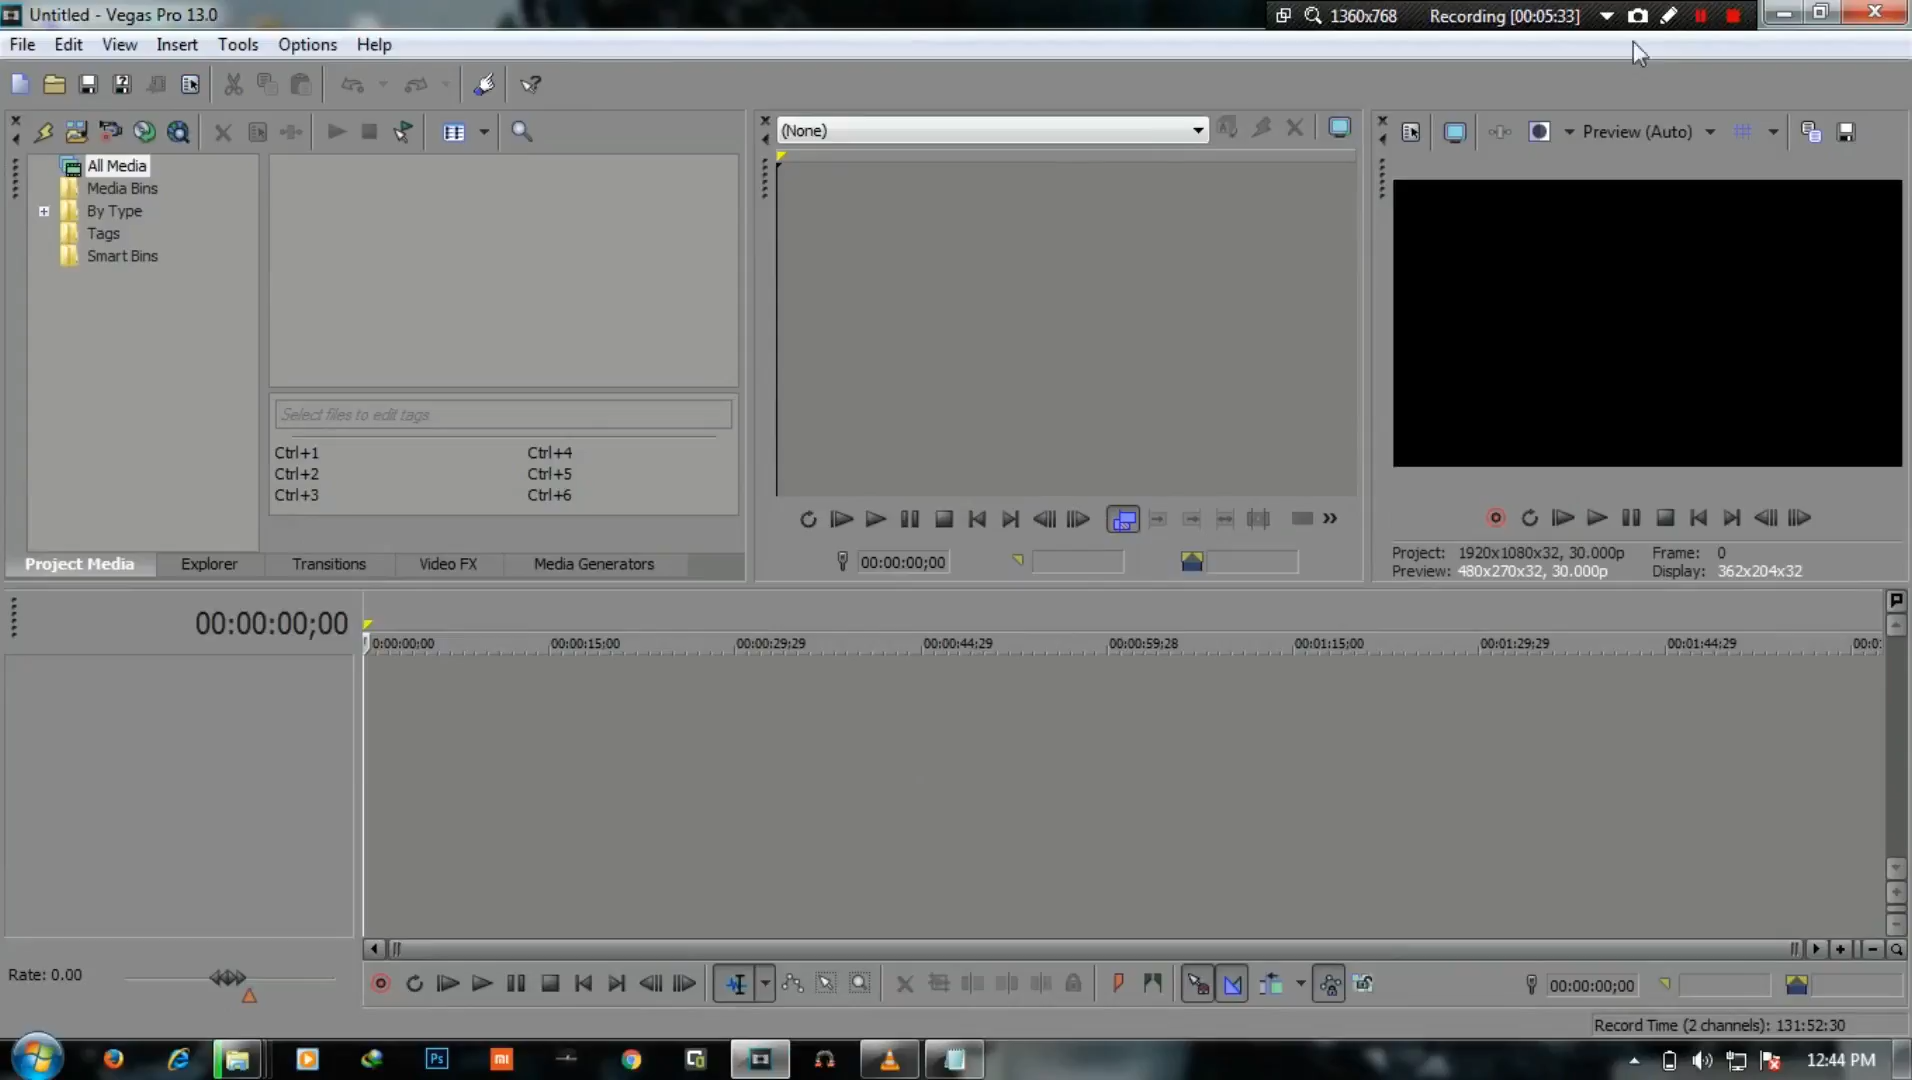 Untitled - Vegas Pro 13.0
1360x768 Recording [00:05:33]
File Edit View Insert Tools Options Help
(None)
Preview (Auto)
All Media
Media Bins
By Type
Tags
Smart Bins
Select files to edit tags
Ctrl+1 Ctrl+4
Ctrl+2 Ctrl+5
Ctrl+3 Ctrl+6
Project Media Explorer Transitions Video FX Media Generators
00:00:00;00
Project: 1920x1080x32, 30.000p Frame: 0
Preview: 480x270x32, 30.000p Display: 362x204x32
00:00:00;00
0:00:00;00 00:00:15;00 00:00:29;29 00:00:44;29 00:00:59;28 00:01:15;00 00:01:29;29 00:01:44;29 00:0
Rate: 0.00
00:00:00;00
Record Time (2 channels): 131:52:30
Ps mi
12:44 PM